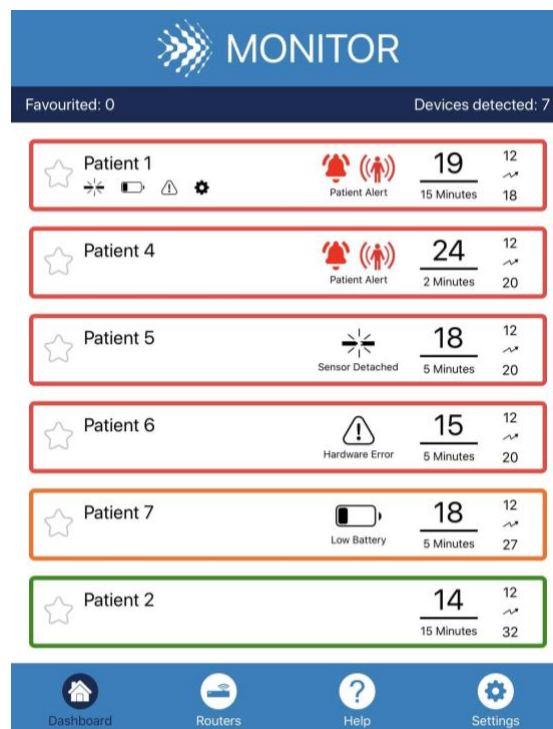 MONITOR
Favourited: 0 Devices detected: 7
Patient 1
Patient Alert
19
15 Minutes
12
18
Patient 4
Patient Alert
24
2 Minutes
12
20
Patient 5
Sensor Detached
18
5 Minutes
12
20
Patient 6
Hardware Error
15
5 Minutes
12
20
Patient 7
Low Battery
18
5 Minutes
12
27
Patient 2
14
15 Minutes
12
32
Dashboard Routers Help Settings